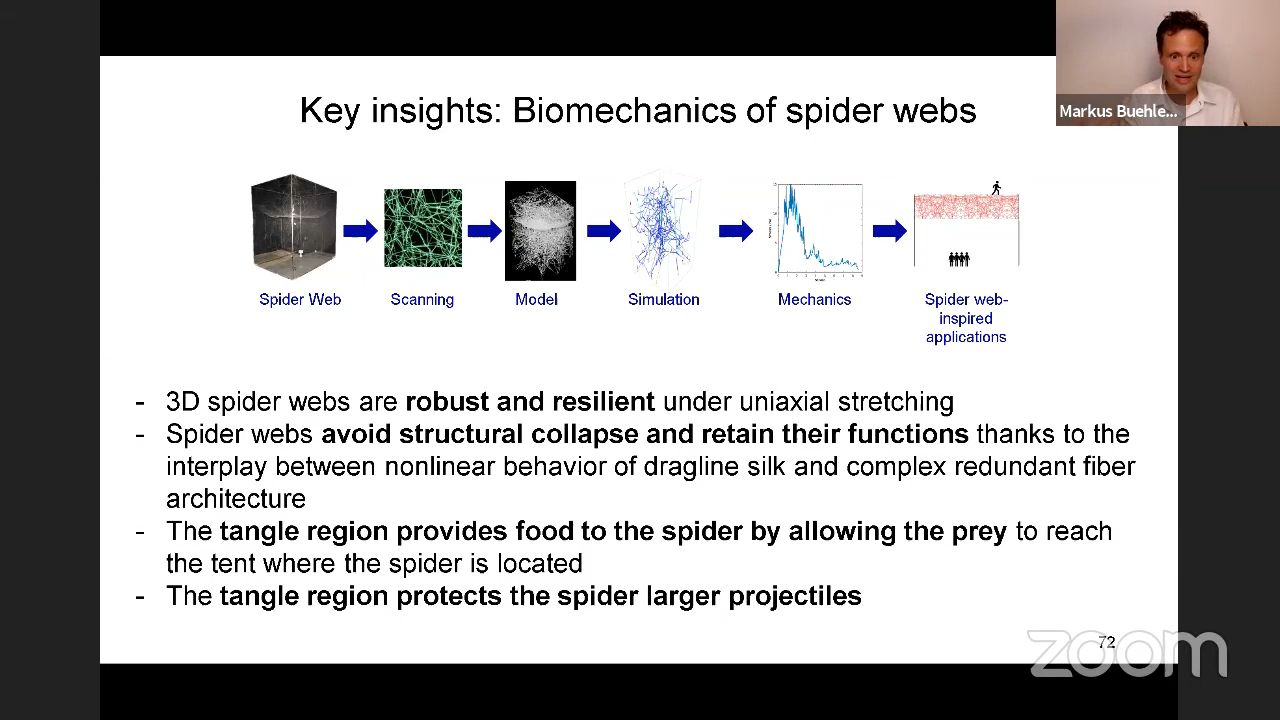 Key insights: Biomechanics of spider webs
Markus Buehle...
Spider Web
Scanning
Model
Simulation
Mechanics
Spider web-
inspired
applications
- 3D spider webs are robust and resilient under uniaxial stretching
- Spider webs avoid structural collapse and retain their functions thanks to the
interplay between nonlinear behavior of dragline silk and complex redundant fiber
architecture
- The tangle region provides food to the spider by allowing the prey to reach
the tent where the spider is located
- The tangle region protects the spider larger projectiles
72
zoom